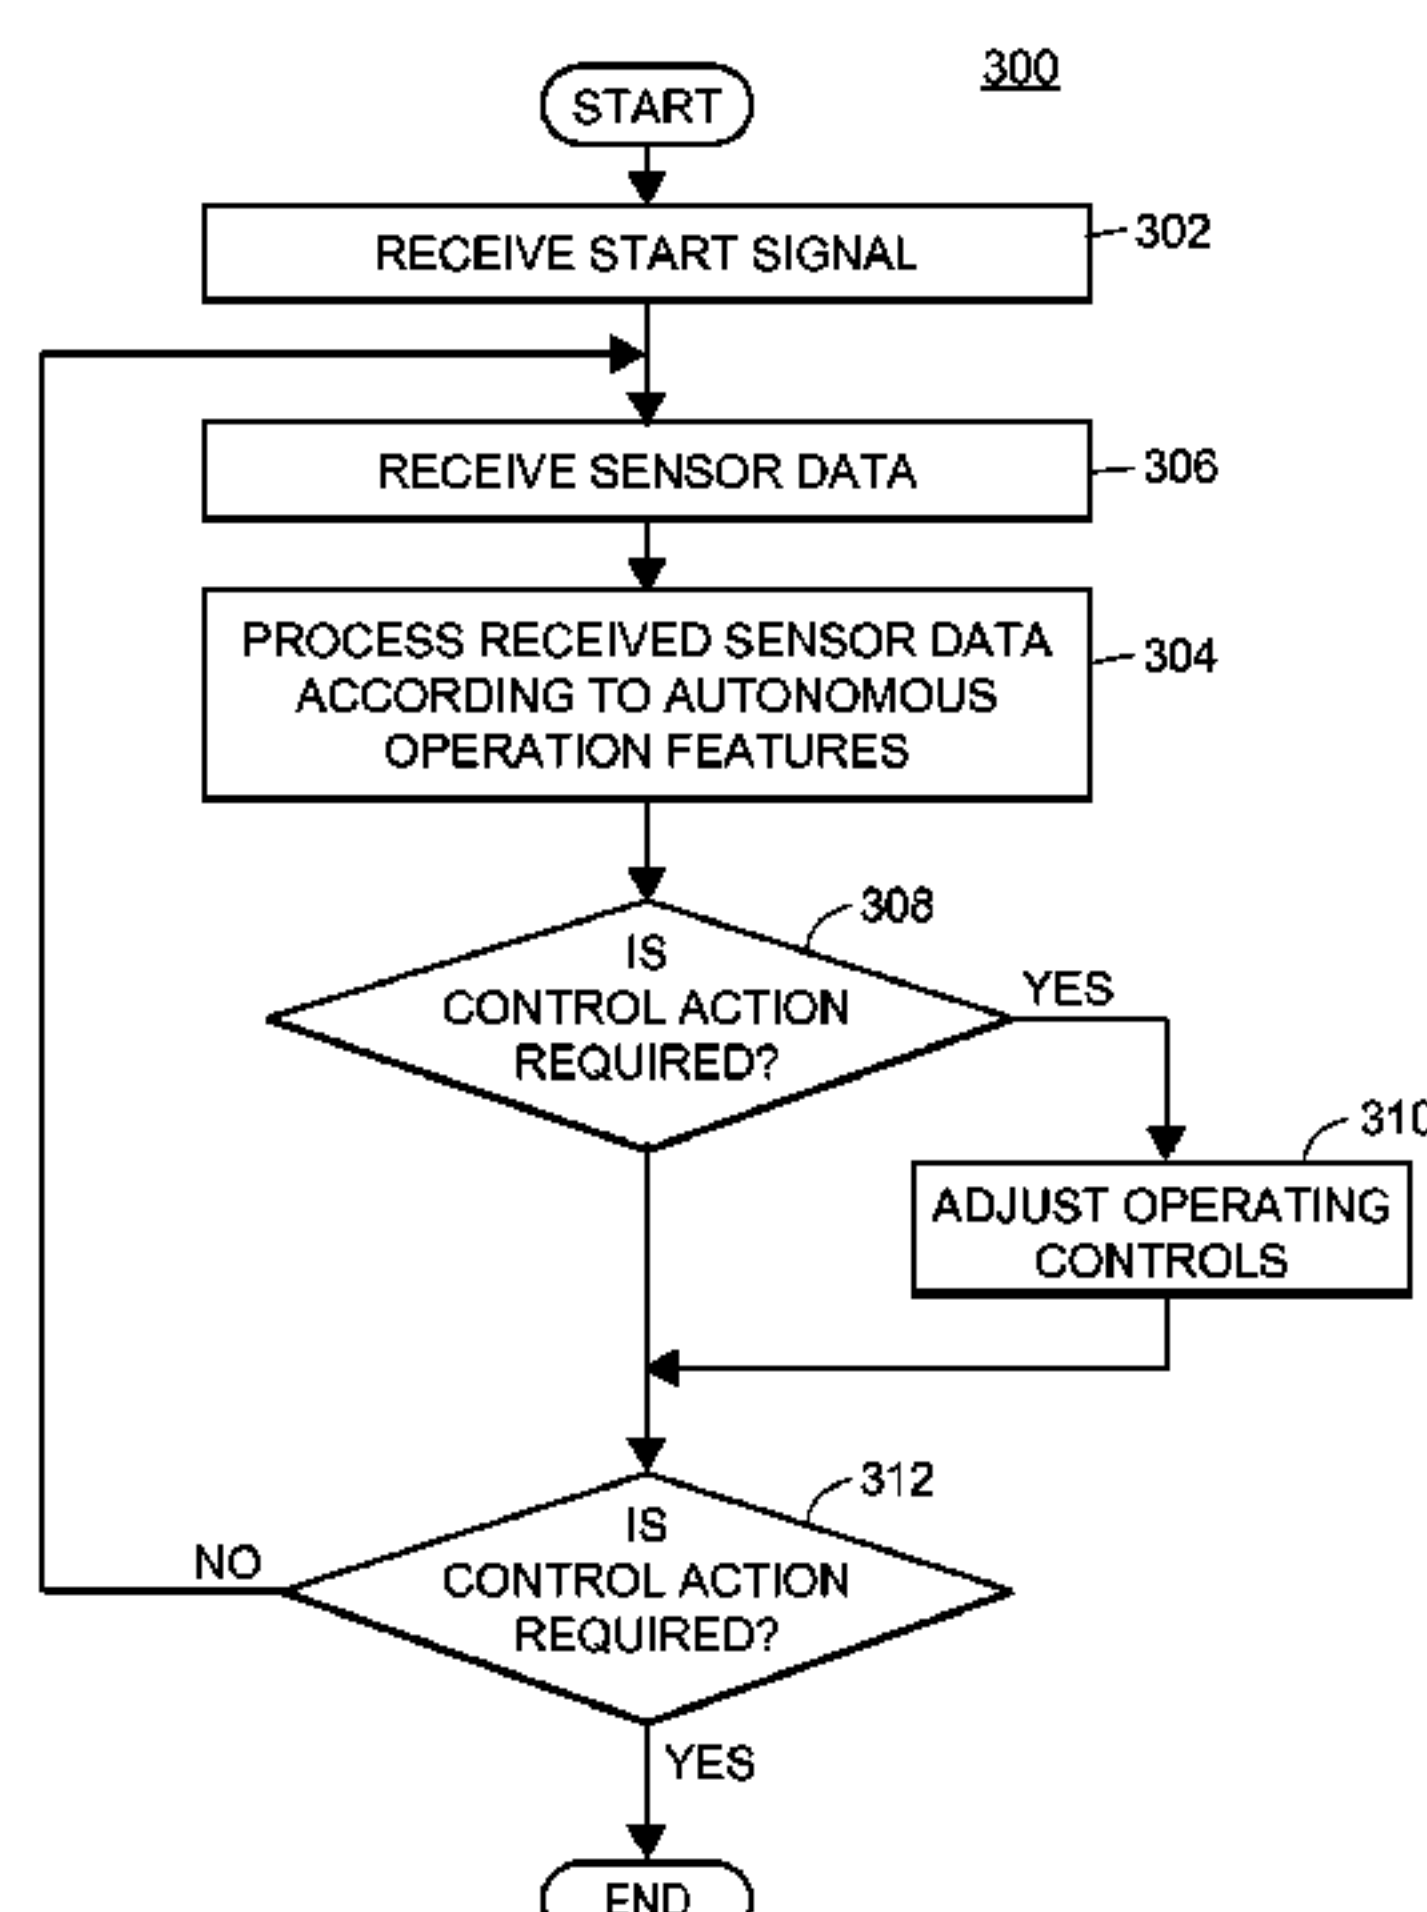 300
START
RECEIVE START SIGNAL
302
RECEIVE SENSOR DATA
306
PROCESS RECEIVED SENSOR DATA
ACCORDING TO AUTONOMOUS
OPERATION FEATURES
304
308
IS
CONTROL ACTION
REQUIRED?
YES
310
ADJUST OPERATING
CONTROLS
312
IS
CONTROL ACTION
REQUIRED?
NO
YES
END